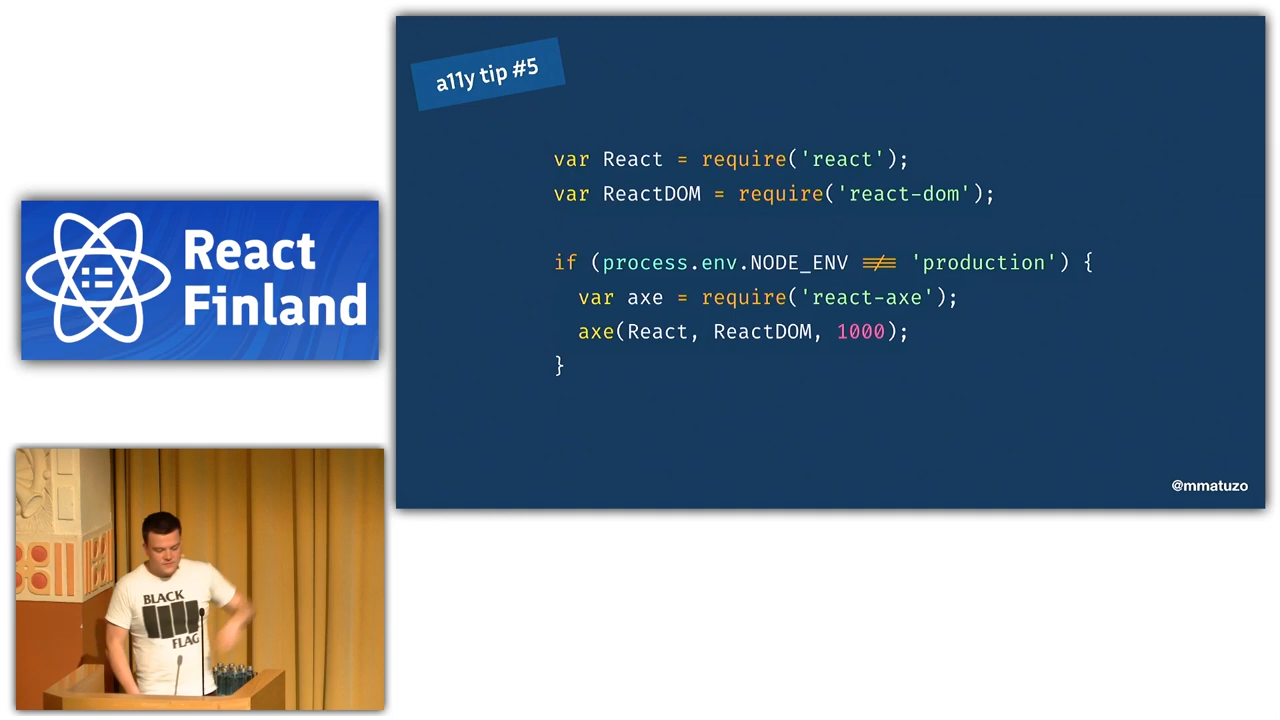 a11y tip #5
var React = require('react');
var ReactDOM = require('react-dom');
if (process.env.NODE_ENV !== 'production') {
var axe = require('react-axe');
axe(React, ReactDOM, 1000);
}
@mmatuzo
React
Finland
BLACK
FLAG